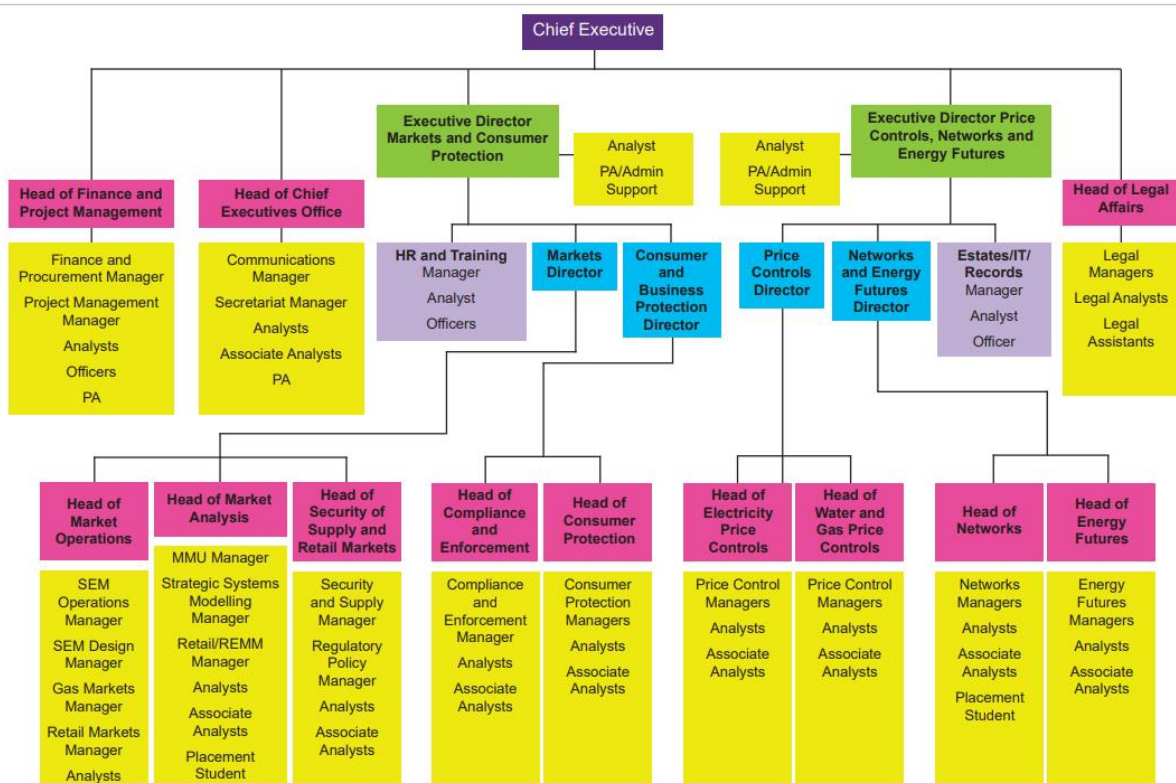 Chief Executive
Executive Director
Markets and Consumer
Protection
Analyst
PA/Admin
Support
Analyst
PA/Admin
Support
Executive Director Price
Controls, Networks and
Energy Futures
Head of Finance and
Project Management
Finance and
Procurement Manager
Project Management
Manager
Analysts
Officers
PA
Head of Chief
Executives Office
Communications
Manager
Secretariat Manager
Analysts
Associate Analysts
PA
HR and Training
Manager
Analyst
Officers
Markets
Director
Consumer
and
Business
Protection
Director
Price
Controls
Director
Networks
and Energy
Futures
Director
Estates/IT/
Records
Manager
Analyst
Officer
Head of Legal
Affairs
Legal
Managers
Legal Analysts
Legal
Assistants
Head of
Market
Operations
SEM
Operations
Manager
SEM Design
Manager
Gas Markets
Manager
Retail Markets
Manager
Analysts
Head of Market
Analysis
MMU Manager
Strategic Systems
Modelling
Manager
Retail/REMM
Manager
Analysts
Associate
Analysts
Placement
Student
Head of
Security of
Supply and
Retail Markets
Security
and Supply
Manager
Regulatory
Policy
Manager
Analysts
Associate
Analysts
Head of
Compliance
and
Enforcement
Compliance
and
Enforcement
Manager
Analysts
Associate
Analysts
Head of
Consumer
Protection
Consumer
Protection
Managers
Analysts
Associate
Analysts
Head of
Electricity
Price
Controls
Price Control
Managers
Analysts
Associate
Analysts
Head of
Water and
Gas Price
Controls
Price Control
Managers
Analysts
Associate
Analysts
Head of
Networks
Networks
Managers
Analysts
Associate
Analysts
Placement
Student
Head of
Energy
Futures
Energy
Futures
Managers
Analysts
Associate
Analysts